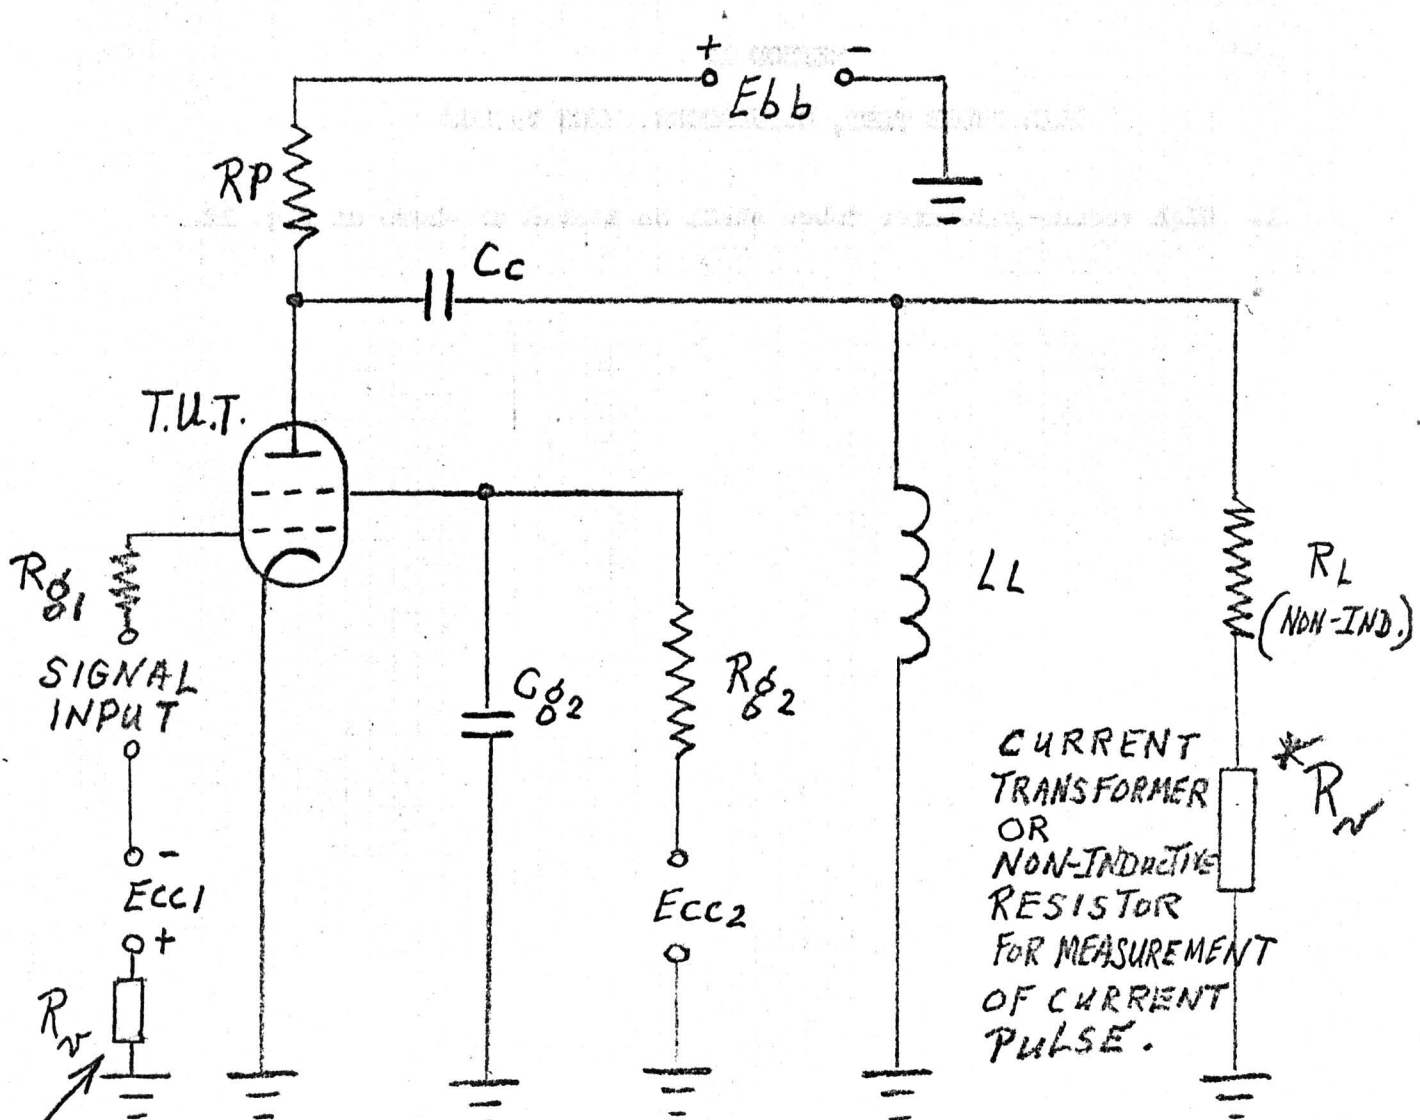 + -
Ebb
RP
Cc
T.U.T.
Rg1
SIGNAL
INPUT
LL
RL
(NON-IND.)
Cg2
Rg2
CURRENT
TRANSFORMER
OR
NON-INDUCTIVE
RESISTOR
FOR MEASUREMENT
OF CURRENT
PULSE.
*Rv
-
Ecc1
+
Ecc2
Rv